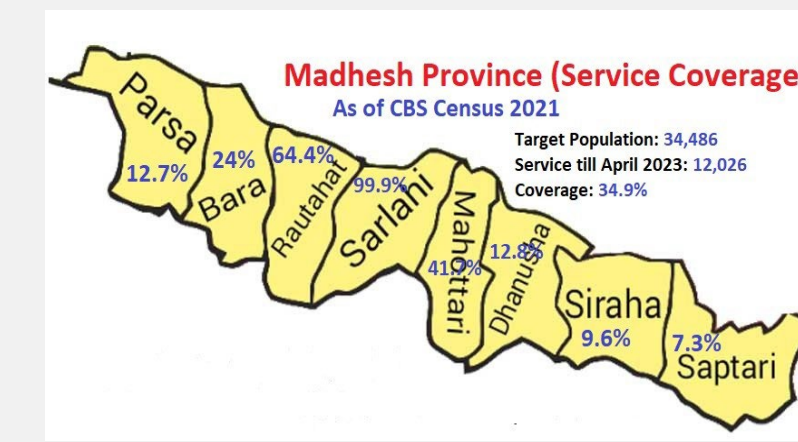 Madhesh Province (Service Coverage
As of CBS Census 2021
Target Population: 34,486
Service till April 2023: 12,026
Coverage: 34.9%
Parsa
12.7%
24%
Bara
64.4%
Rautahat
99.9%
Sarlahi
Mahottari
41.7%
12.8%
Dhanusha
Siraha
9.6%
7.3%
Saptari